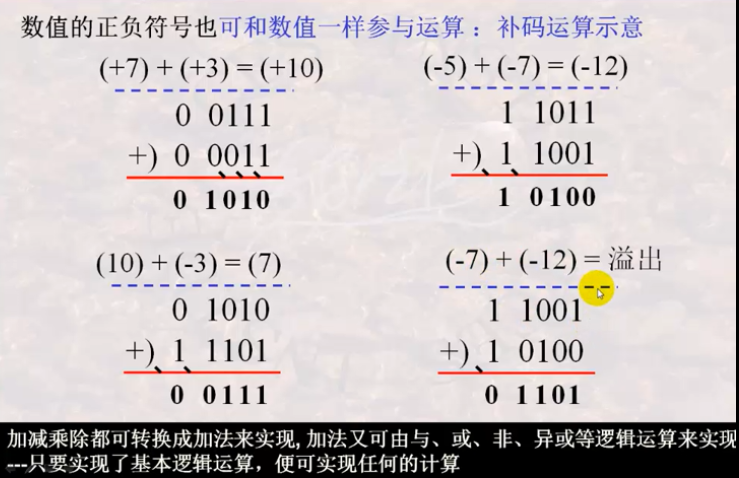 数值的正负符号也可和数值一样参与运算：补码运算示意
(+7) + (+3) = (+10)
0 0111
+) 0 0011
0 1010
(-5) + (-7) = (-12)
1 1011
+) 1 1001
1 0100
(10) + (-3) = (7)
0 1010
+) 1 1101
0 0111
(-7) + (-12) = 溢出
1 1001
+) 1 0100
0 1101
加减乘除都可转换成加法来实现,加法又可由与、或、非、异或等逻辑运算来实现
---只要实现了基本逻辑运算，便可实现任何的计算